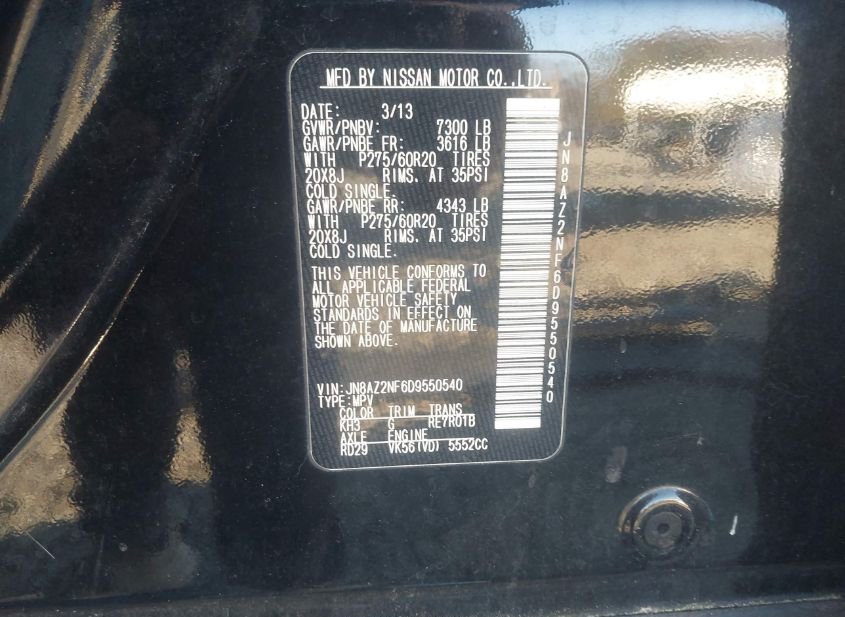 MFD BY NISSAN MOTOR CO.,LTD.
DATE: 3/13
GVWR/PNBV: 7300 LB
GAWR/PNBE FR: 3616 LB
WITH P275/60R20 TIRES
20X8J RIMS. AT 35PSI
COLD SINGLE.
GAWR/PNBE RR: 4343 LB
WITH P275/60R20 TIRES
20X8J RIMS. AT 35PSI
COLD SINGLE.
THIS VEHICLE CONFORMS TO
ALL APPLICABLE FEDERAL
MOTOR VEHICLE SAFETY
STANDARDS IN EFFECT ON
THE DATE OF MANUFACTURE
SHOWN ABOVE.
VIN:JN8AZ2NF6D9550540
TYPE:MPV
COLOR TRIM TRANS
KH3 G RE7R01B
AXLE ENGINE
RD29 VK56(VD) 5552CC
JN8AZ2NF6D9550540